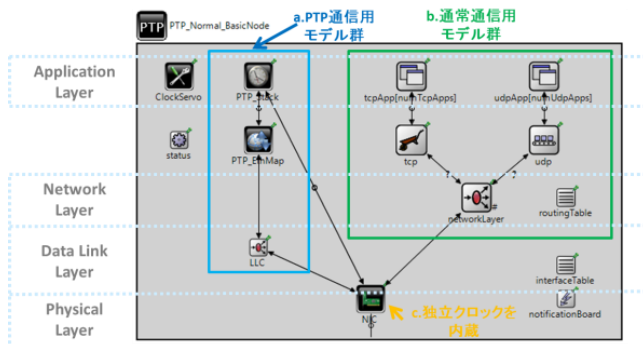 PTP
PTP_Normal_BasicNode
a.PTP通信用
モデル群
b.通常通信用
モデル群
Application
Layer
ClockServo
PTP_Stack
tcpApp[numTcpApps]
udpApp[numUdpApps]
status
PTP_EthMap
tcp
udp
Network
Layer
networkLayer
routingTable
Data Link
Layer
LLC
interfaceTable
Physical
Layer
NIC
c.独立クロックを
内蔵
notificationBoard